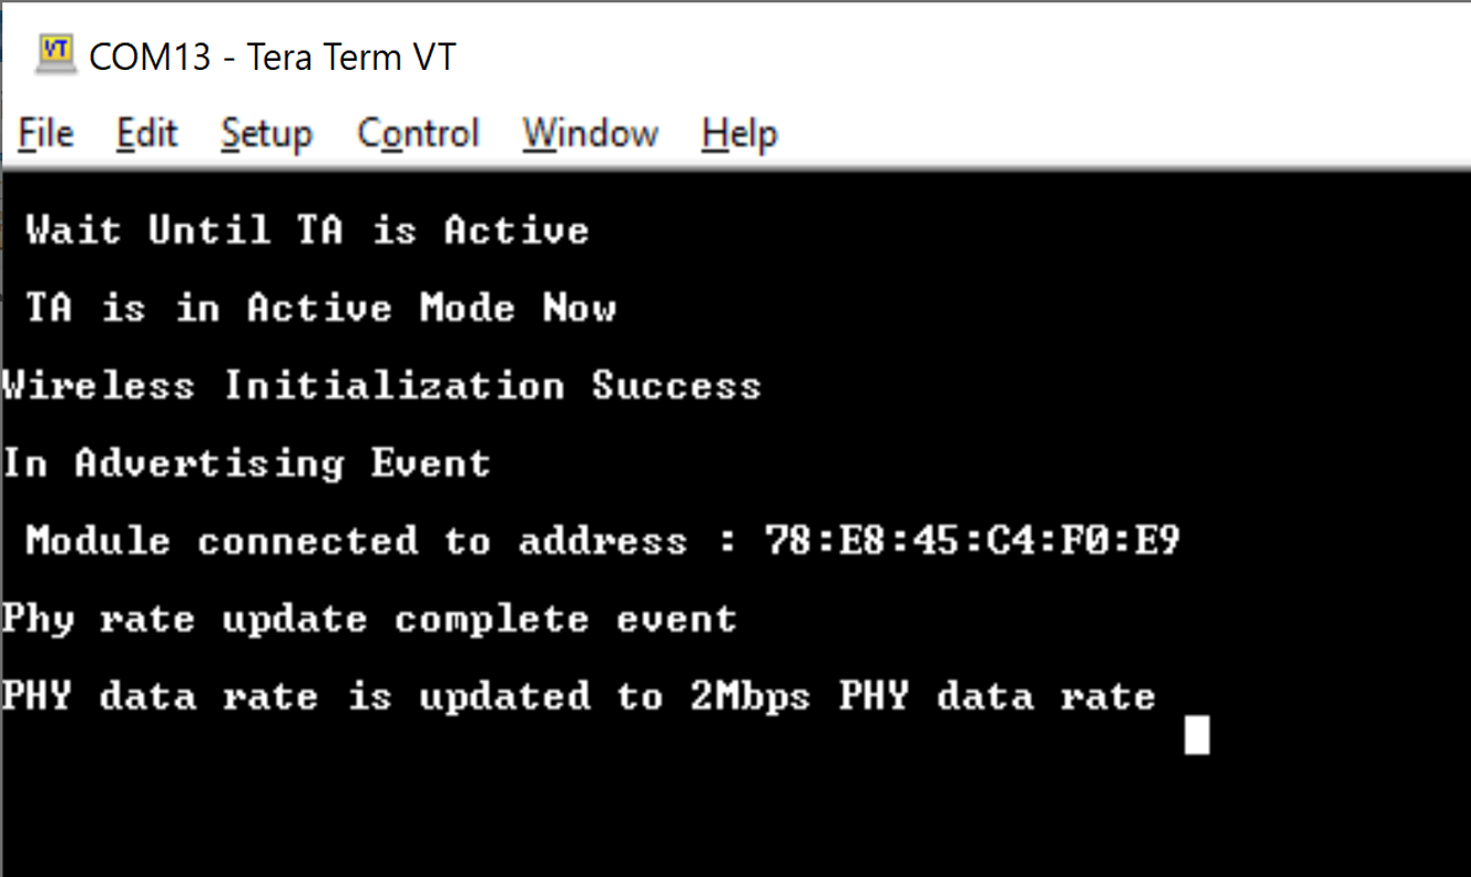 VT COM13 - Tera Term VT
File Edit Setup Control Window Help
Wait Until TA is Active
TA is in Active Mode Now
Wireless Initialization Success
In Advertising Event
Module connected to address : 78:E8:45:C4:F0:E9
Phy rate update complete event
PHY data rate is updated to 2Mbps PHY data rate